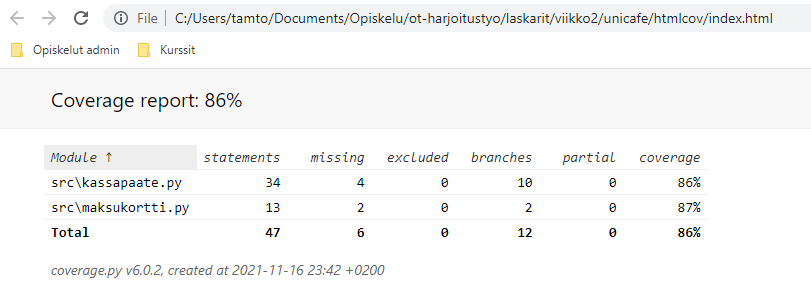 File C:/Users/tamto/Documents/Opiskelu/ot-harjoitustyo/laskarit/viikko2/unicafe/htmlcov/index.html
Opiskelut admin Kurssit
Coverage report: 86%
Module ↑ statements missing excluded branches partial coverage
src\kassapaate.py 34 4 0 10 0 86%
src\maksukortti.py 13 2 0 2 0 87%
Total 47 6 0 12 0 86%
coverage.py v6.0.2, created at 2021-11-16 23:42 +0200